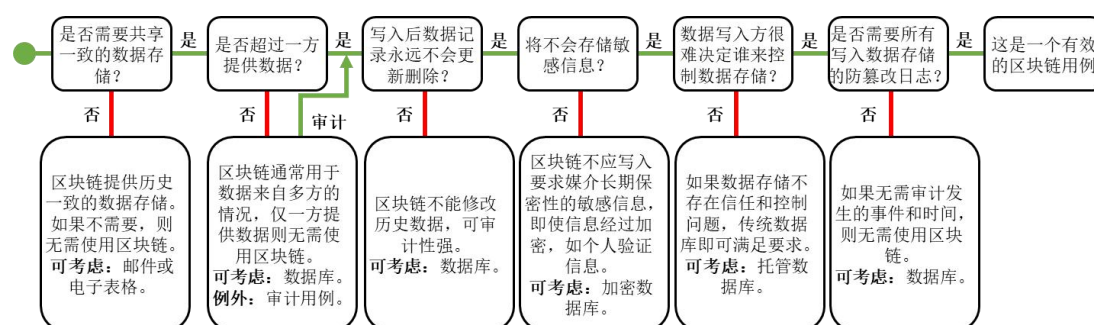 是否需要共享
一致的数据存
储？
是
是否超过一方
提供数据？
是
写入后数据记
录永远不会更
新删除？
是
将不会存储敏
感信息？
是
数据写入方很
难决定谁来控
制数据存储？
是
是否需要所有
写入数据存储
的防篡改日志？
是
这是一个有效
的区块链用例
否
否
审计
否
否
否
否
区块链提供历史
一致的数据存储。
如果不需要，则
无需使用区块链。
可考虑：邮件或
电子表格。
区块链通常用于
数据来自多方的
情况，仅一方提
供数据则无需使
用区块链。
可考虑：数据库。
例外：审计用例。
区块链不能修改
历史数据，可审
计性强。
可考虑：数据库。
区块链不应写入
要求媒介长期保
密性的敏感信息，
即使信息经过加
密，如个人验证
信息。
可考虑：加密数
据库。
如果数据存储不
存在信任和控制
问题，传统数据
库即可满足要求。
可考虑：托管数
据库。
如果无需审计发
生的事件和时间，
则无需使用区块
链。
可考虑：数据库。